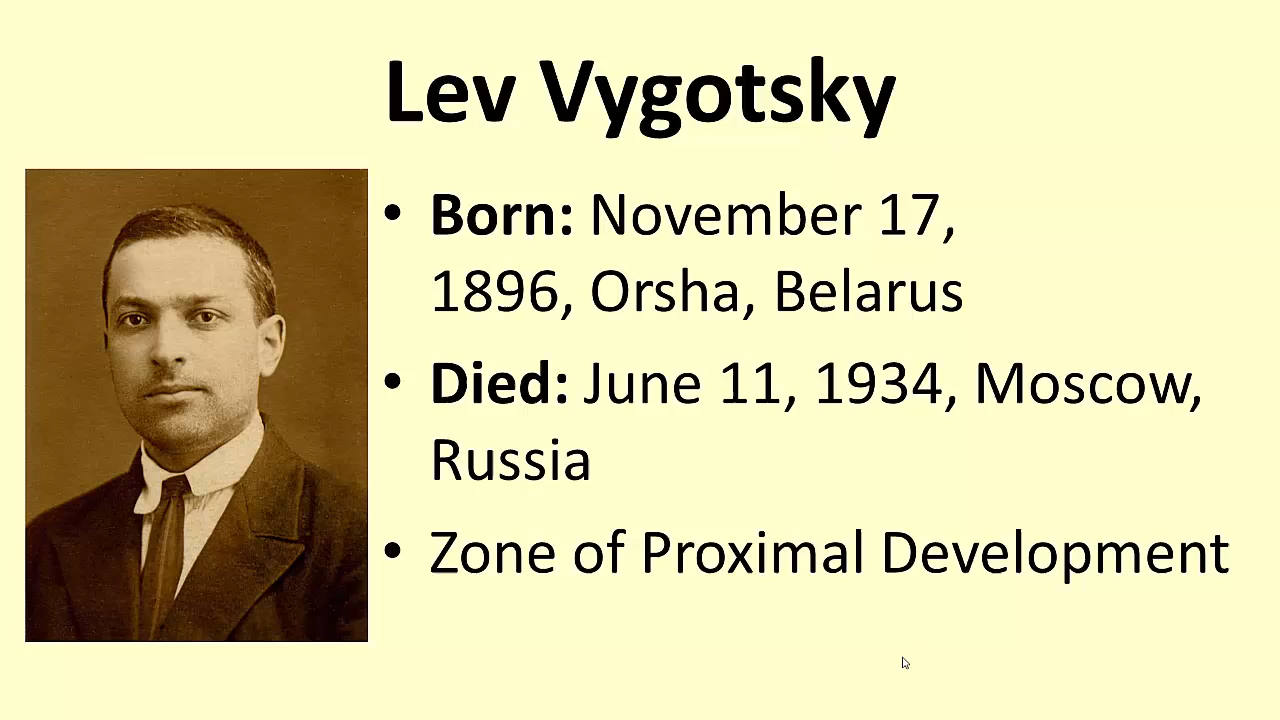 Lev Vygotsky
• Born: November 17,
1896, Orsha, Belarus
• Died: June 11, 1934, Moscow,
Russia
• Zone of Proximal Development